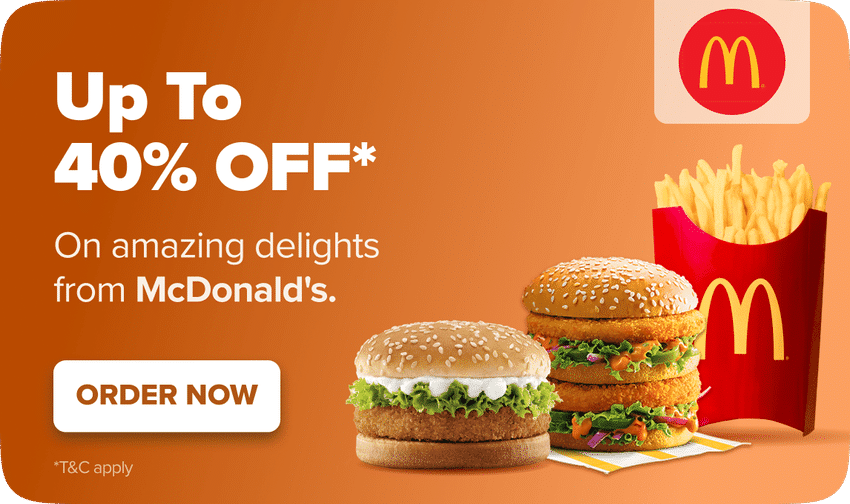 Up To
40% OFF*
On amazing delights
from McDonald's.
ORDER NOW
*T&C apply